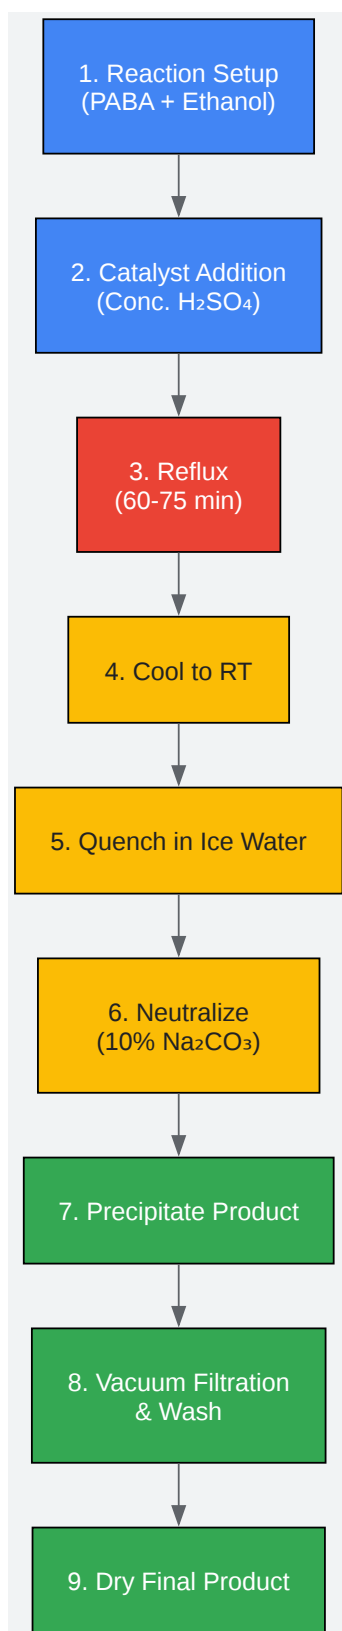 1. Reaction Setup
(PABA + Ethanol)
2. Catalyst Addition
(Conc. H₂SO₄)
3. Reflux
(60-75 min)
4. Cool to RT
5. Quench in Ice Water
6. Neutralize
(10% Na₂CO₃)
7. Precipitate Product
8. Vacuum Filtration
& Wash
9. Dry Final Product